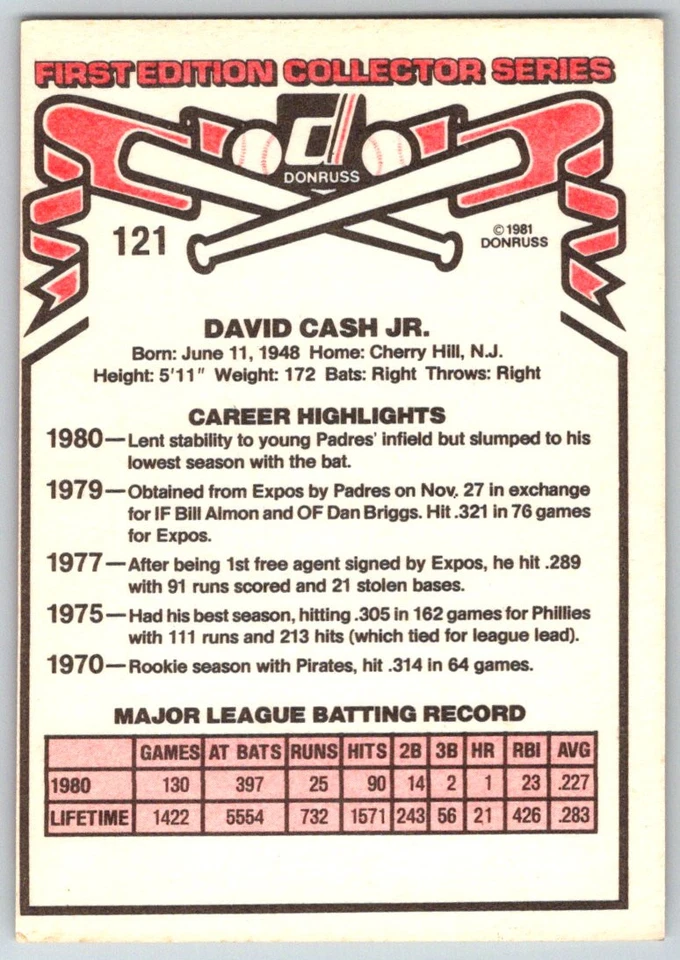 FIRST EDITION COLLECTOR SERIES
d
DONRUSS
121
© 1981
DONRUSS
DAVID CASH JR.
Born: June 11, 1948 Home: Cherry Hill, N.J.
Height: 5'11" Weight: 172 Bats: Right Throws: Right
CAREER HIGHLIGHTS
1980—Lent stability to young Padres' infield but slumped to his
lowest season with the bat.
1979—Obtained from Expos by Padres on Nov. 27 in exchange
for IF Bill Almon and OF Dan Briggs. Hit .321 in 76 games
for Expos.
1977—After being 1st free agent signed by Expos, he hit .289
with 91 runs scored and 21 stolen bases.
1975—Had his best season, hitting .305 in 162 games for Phillies
with 111 runs and 213 hits (which tied for league lead).
1970—Rookie season with Pirates, hit .314 in 64 games.
MAJOR LEAGUE BATTING RECORD
GAMES AT BATS RUNS HITS 2B 3B HR RBI AVG
1980 130 397 25 90 14 2 1 23 .227
LIFETIME 1422 5554 732 1571 243 56 21 426 .283